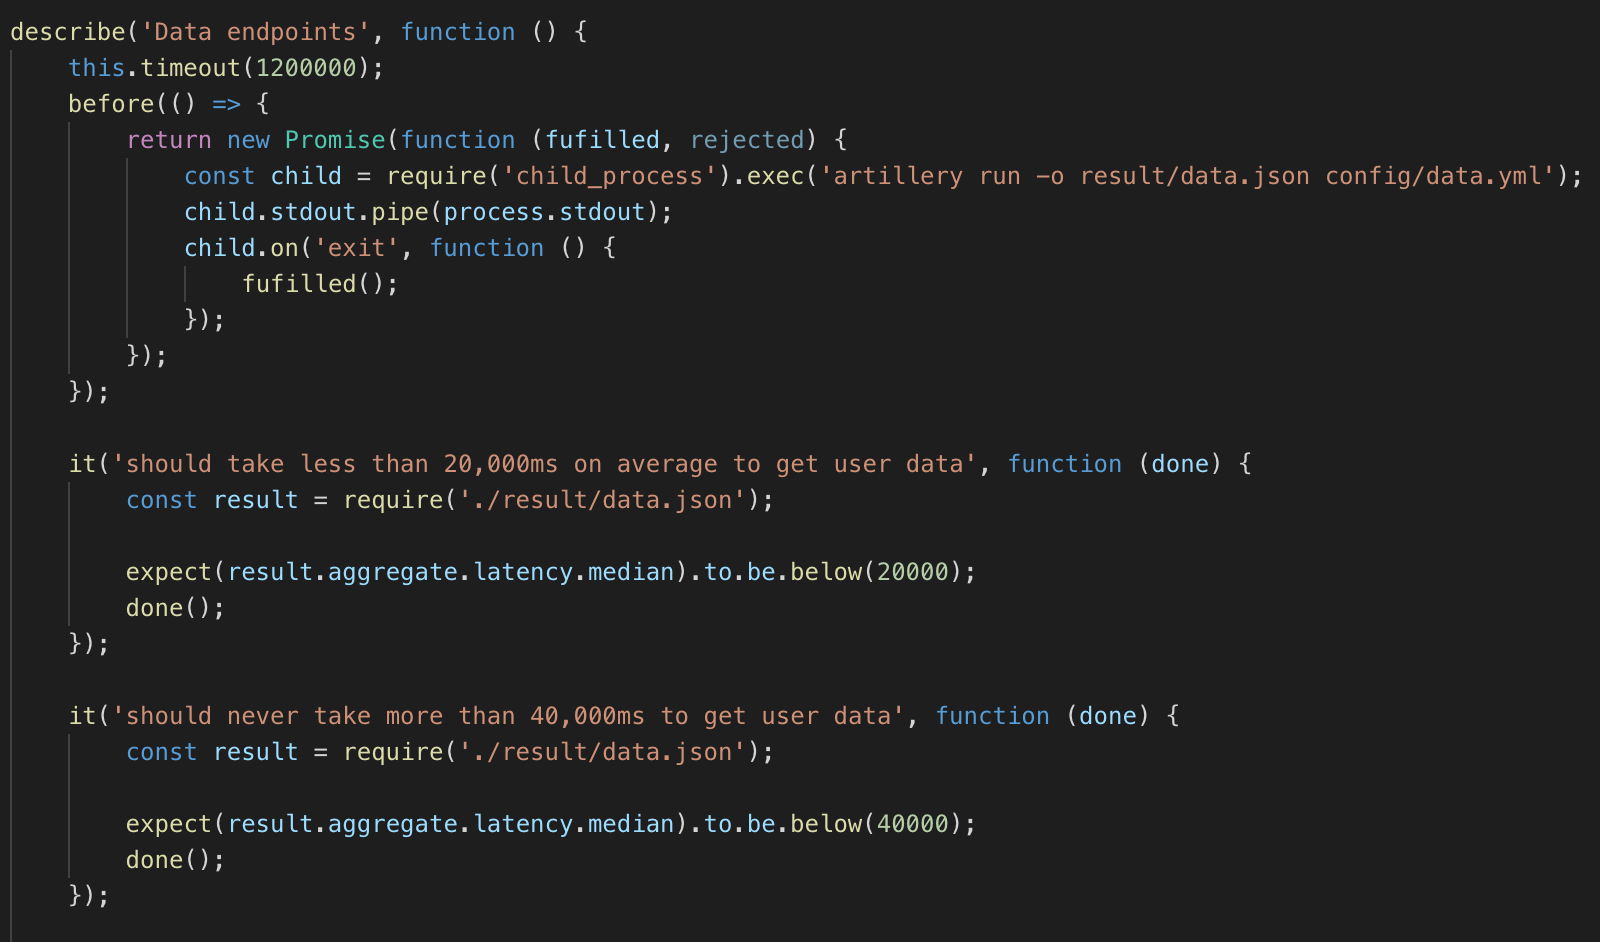 describe('Data endpoints', function () {
    this.timeout(1200000);
    before(() => {
        return new Promise(function (fufilled, rejected) {
            const child = require('child_process').exec('artillery run -o result/data.json config/data.yml');
            child.stdout.pipe(process.stdout);
            child.on('exit', function () {
                fufilled();
            });
        });
    });

    it('should take less than 20,000ms on average to get user data', function (done) {
        const result = require('./result/data.json');

        expect(result.aggregate.latency.median).to.be.below(20000);
        done();
    });

    it('should never take more than 40,000ms to get user data', function (done) {
        const result = require('./result/data.json');

        expect(result.aggregate.latency.median).to.be.below(40000);
        done();
    });